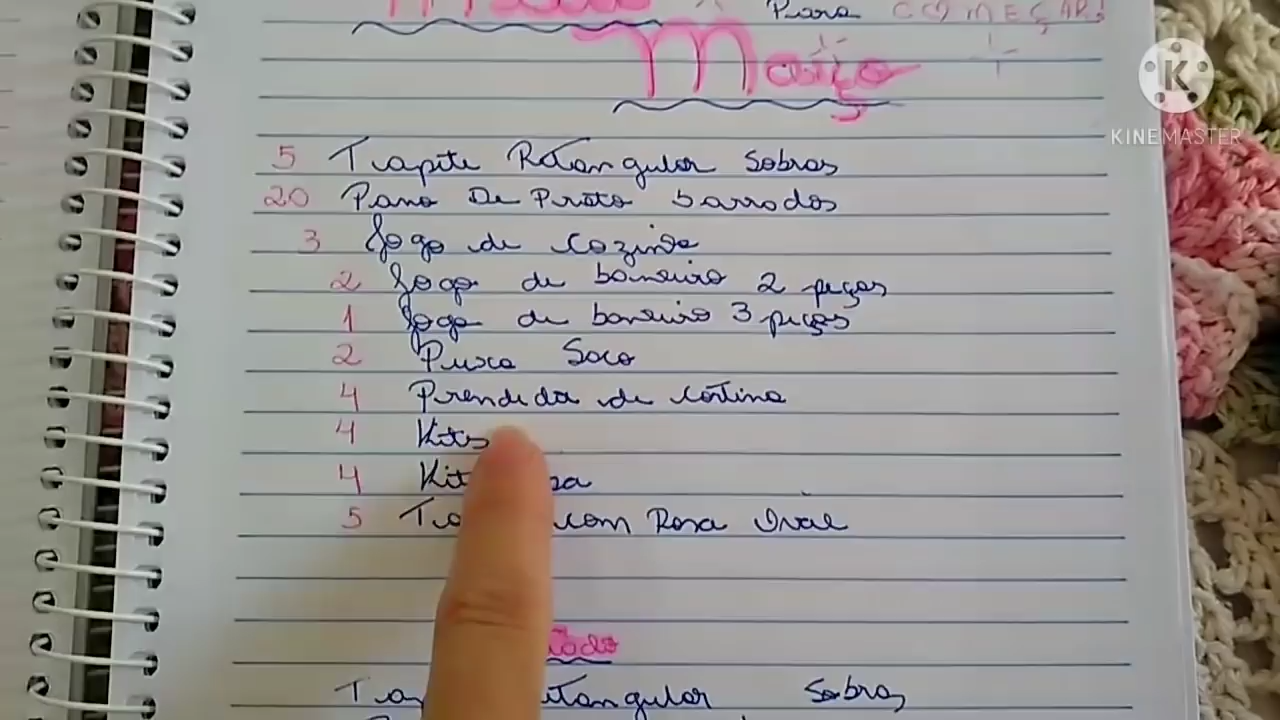 Para COMEÇAR!
Março
KINEMASTER
5 Tapete Retangular Sobras
20 Pano De Prato barrados
3 Jogo de Cozinha
2 Jogo de banheiro 2 peças
1 Jogo de banheiro 3 peças
2 Puxa Saco
4 Prendedor de Cortina
4 Kits
4 Kit
5 com Rosa Oval
Retangular Sobras